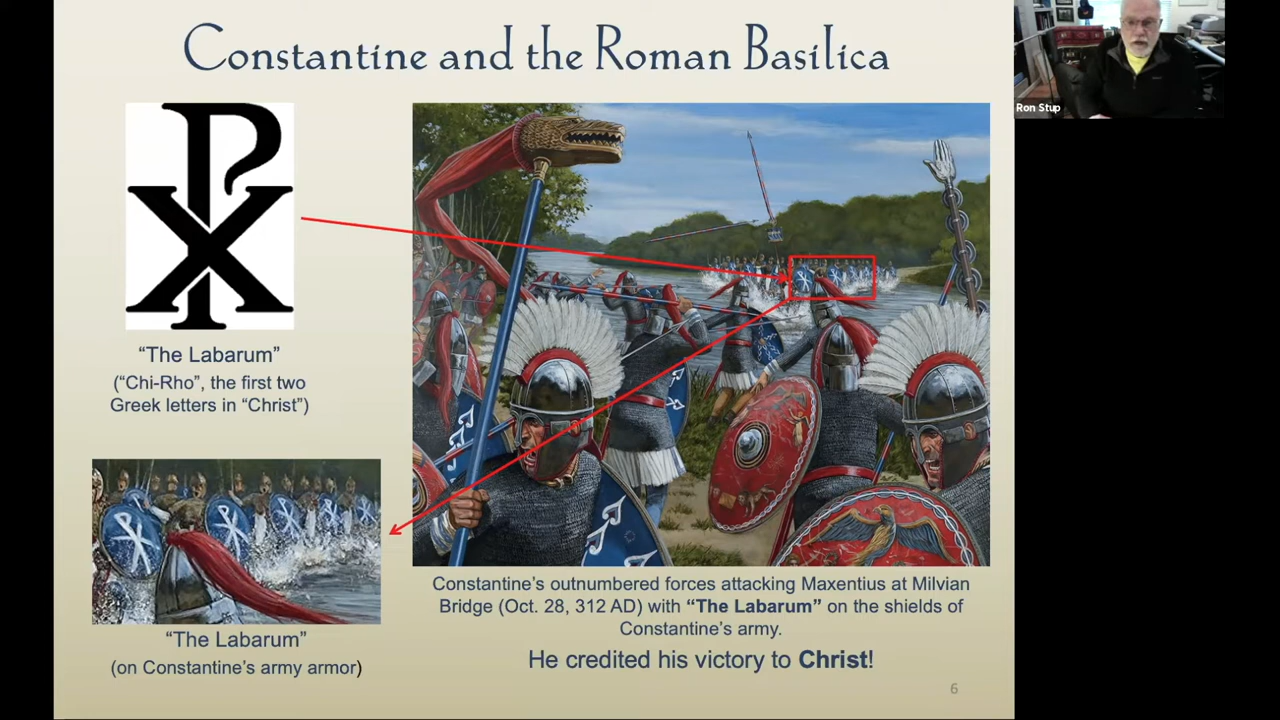 Constantine and the Roman Basilica
Ron Stup
“The Labarum”
(“Chi-Rho”, the first two
Greek letters in “Christ”)
“The Labarum”
(on Constantine’s army armor)
Constantine’s outnumbered forces attacking Maxentius at Milvian
Bridge (Oct. 28, 312 AD) with “The Labarum” on the shields of
Constantine’s army.
He credited his victory to Christ!
6